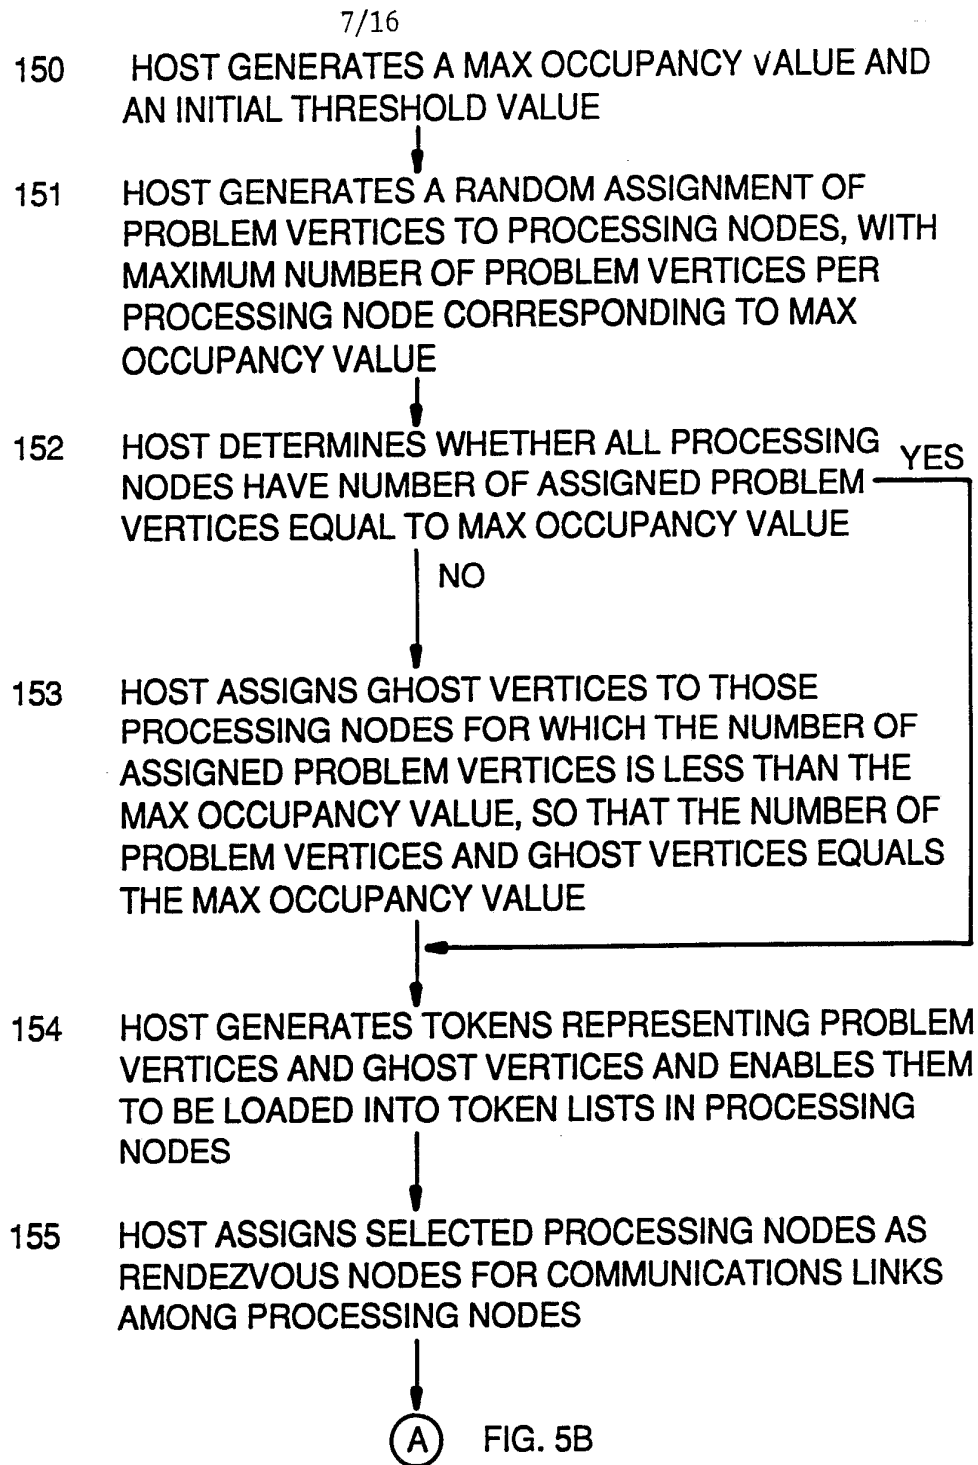 7/16
150 HOST GENERATES A MAX OCCUPANCY VALUE AND
AN INITIAL THRESHOLD VALUE
151 HOST GENERATES A RANDOM ASSIGNMENT OF
PROBLEM VERTICES TO PROCESSING NODES, WITH
MAXIMUM NUMBER OF PROBLEM VERTICES PER
PROCESSING NODE CORRESPONDING TO MAX
OCCUPANCY VALUE
152 HOST DETERMINES WHETHER ALL PROCESSING
YES
NODES HAVE NUMBER OF ASSIGNED PROBLEM
VERTICES EQUAL TO MAX OCCUPANCY VALUE
NO
153 HOST ASSIGNS GHOST VERTICES TO THOSE
PROCESSING NODES FOR WHICH THE NUMBER OF
ASSIGNED PROBLEM VERTICES IS LESS THAN THE
MAX OCCUPANCY VALUE, SO THAT THE NUMBER OF
PROBLEM VERTICES AND GHOST VERTICES EQUALS
THE MAX OCCUPANCY VALUE
154 HOST GENERATES TOKENS REPRESENTING PROBLEM
VERTICES AND GHOST VERTICES AND ENABLES THEM
TO BE LOADED INTO TOKEN LISTS IN PROCESSING
NODES
155 HOST ASSIGNS SELECTED PROCESSING NODES AS
RENDEZVOUS NODES FOR COMMUNICATIONS LINKS
AMONG PROCESSING NODES
A FIG. 5B